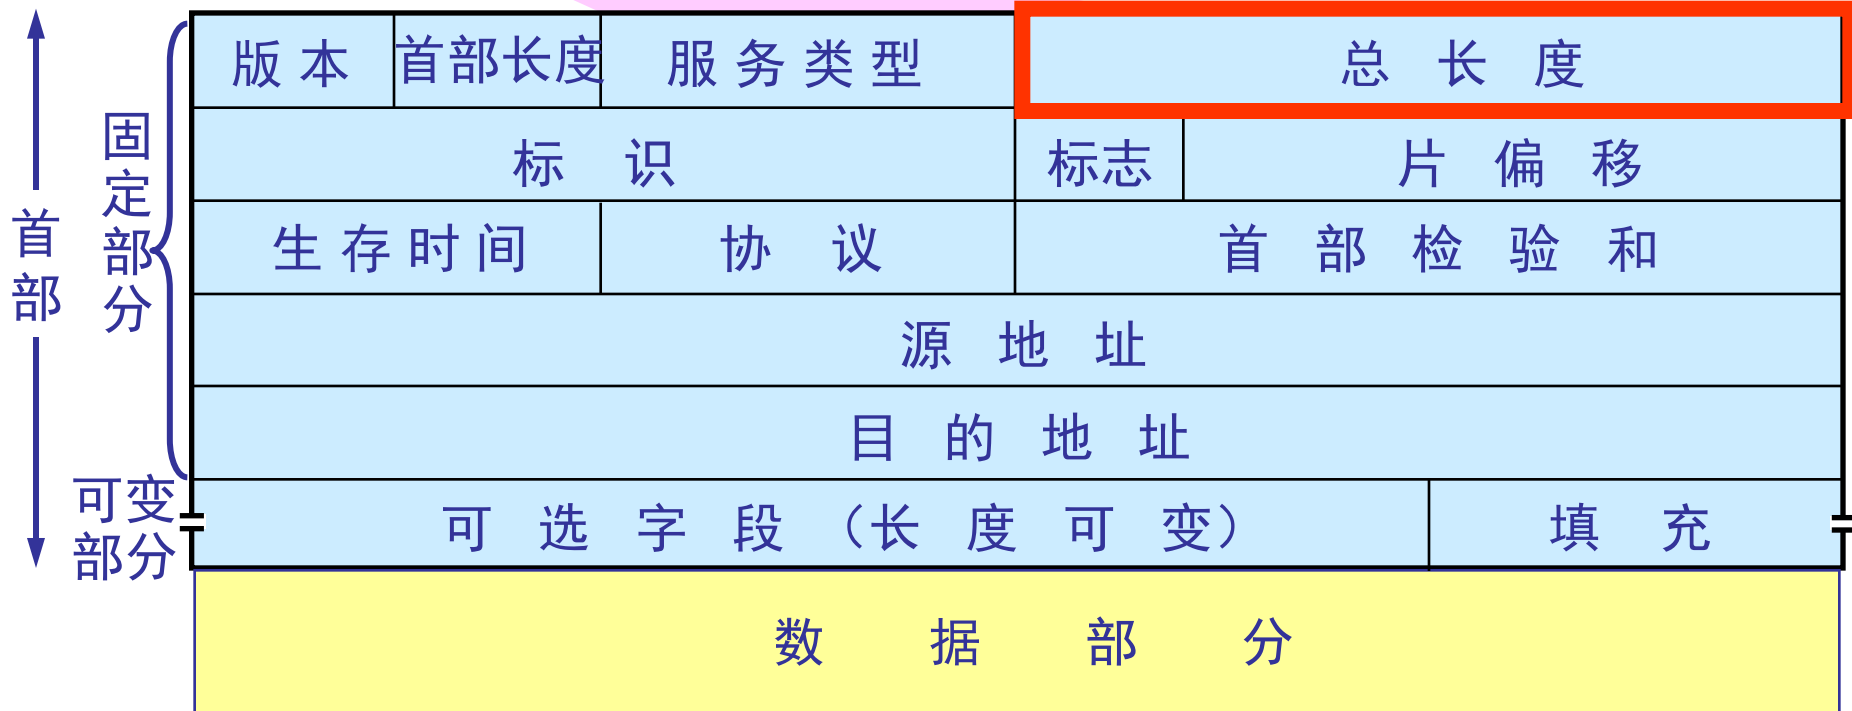 版本 首部长度 服务类型 总长度
标识 标志 片偏移
生存时间 协议 首部检验和
源地址
目的地址
可选字段（长度可变） 填充
数据部分
首部
固定部分
可变部分